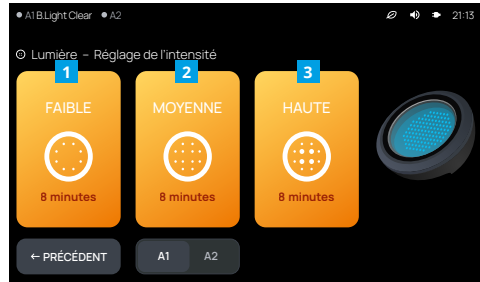 A1 B.Light Clear A2 21:13
Lumière – Réglage de l'intensité
1 2 3
FAIBLE MOYENNE HAUTE
8 minutes 8 minutes 8 minutes
← PRÉCÉDENT A1 A2